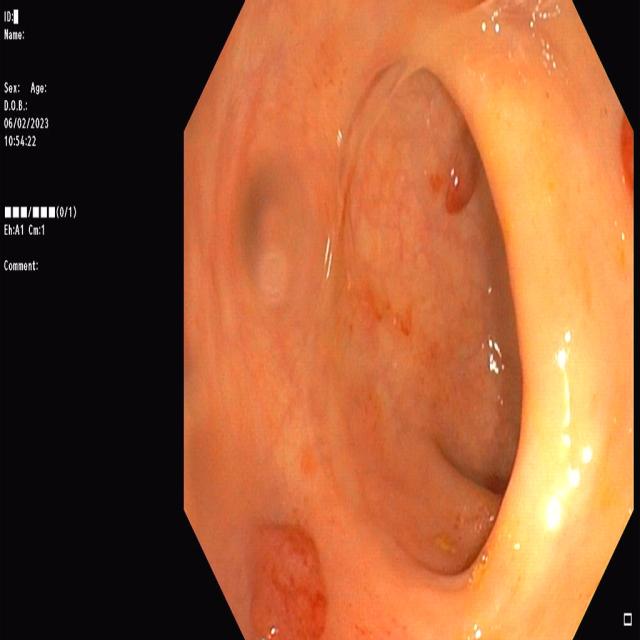 ID:
Name:
Sex: Age:
D.O.B.:
06/02/2023
10:54:22
■■■/■■■(0/1)
Eh:A1 Cm:1
Comment: